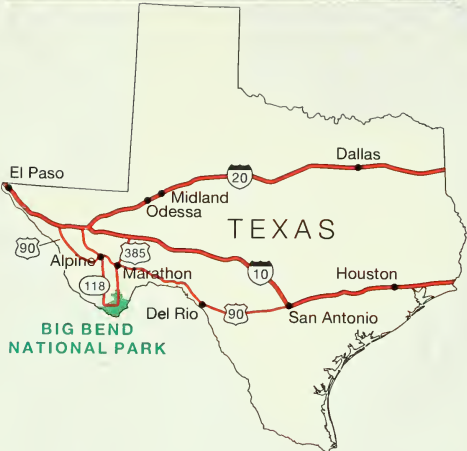 Dallas
El Paso
20
Midland
Odessa
TEXAS
90
385
Alpine
Marathon
10
Houston
118
Del Rio
90
San Antonio
BIG BEND
NATIONAL PARK